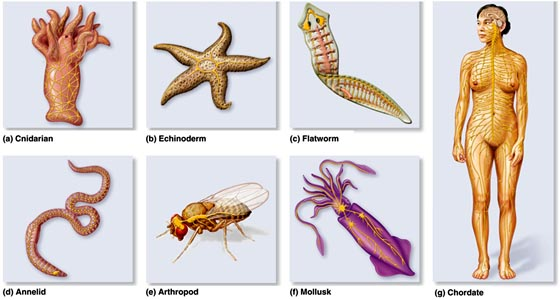 (a) Cnidarian
(b) Echinoderm
(c) Flatworm
(d) Annelid
(e) Arthropod
(f) Mollusk
(g) Chordate